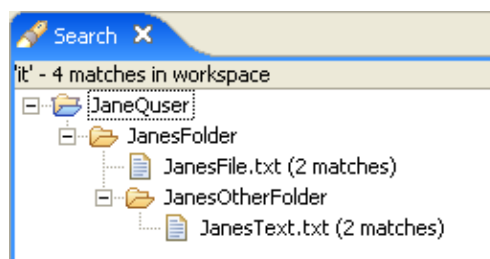 Search
'it' - 4 matches in workspace
JaneQuser
JanesFolder
JanesFile.txt (2 matches)
JanesOtherFolder
JanesText.txt (2 matches)